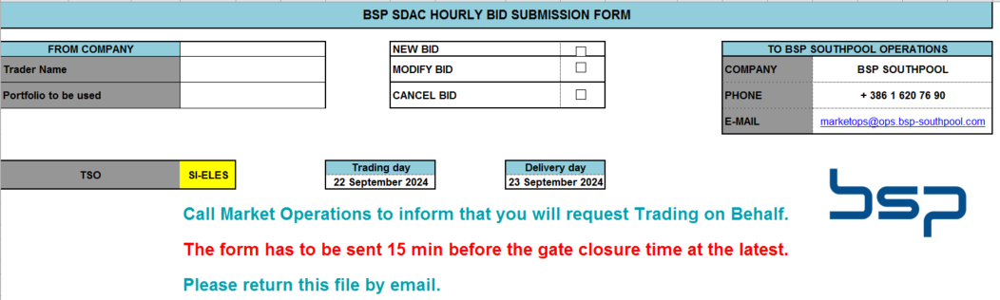 BSP SDAC HOURLY BID SUBMISSION FORM
FROM COMPANY
Trader Name
Portfolio to be used
NEW BID
MODIFY BID
CANCEL BID
TO BSP SOUTHPOOL OPERATIONS
COMPANY BSP SOUTHPOOL
PHONE + 386 1 620 76 90
E-MAIL marketops@ops.bsp-southpool.com
TSO SI-ELES
Trading day
22 September 2024
Delivery day
23 September 2024
bsp
Call Market Operations to inform that you will request Trading on Behalf.
The form has to be sent 15 min before the gate closure time at the latest.
Please return this file by email.